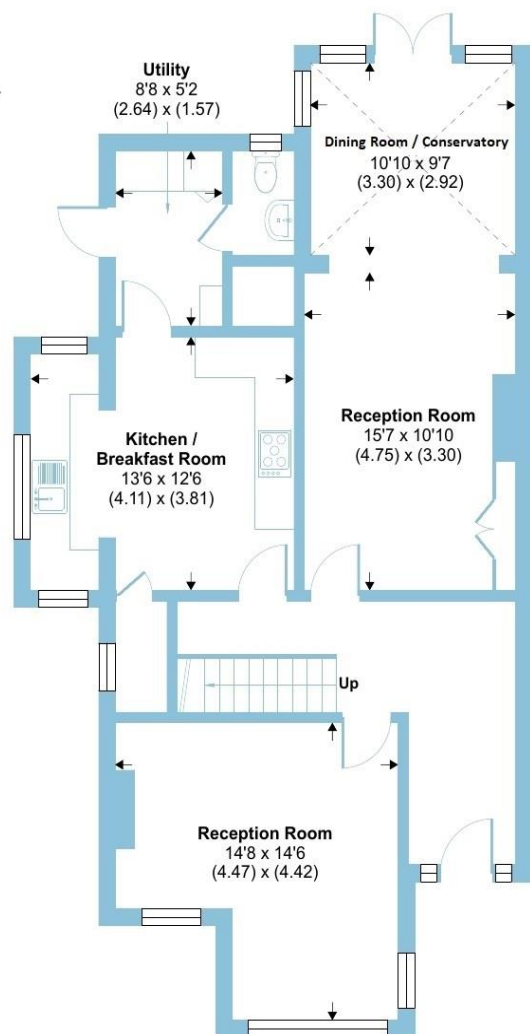 Utility
8'8 x 5'2
(2.64) x (1.57)
Dining Room / Conservatory
10'10 x 9'7
(3.30) x (2.92)
Reception Room
15'7 x 10'10
(4.75) x (3.30)
Kitchen /
Breakfast Room
13'6 x 12'6
(4.11) x (3.81)
Up
Reception Room
14'8 x 14'6
(4.47) x (4.42)